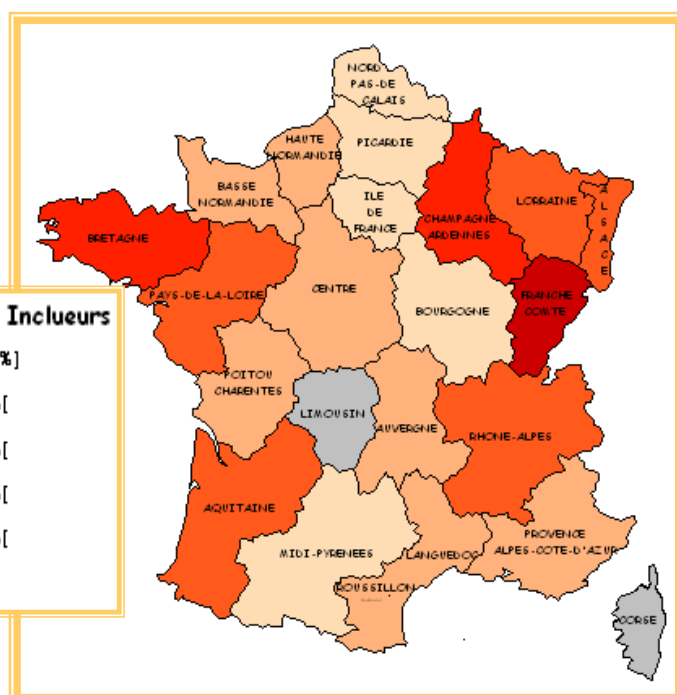 NORD
PAS-DE
CALAIS
PICARDIE
HAUTE
NORMANDIE
BASSE
NORMANDIE
ILE
DE
FRANCE
CHAMPAGNE
ARDENNES
LORRAINE
ALSACE
BRETAGNE
PAYS-DE-LA-LOIRE
CENTRE
BOURGOGNE
FRANCHE
COMTE
Inclueurs
%]
[
[
[
[
POITOU
CHARENTES
LIMOUSIN
AUVERGNE
RHONE-ALPES
AQUITAINE
MIDI-PYRENEES
LANGUEDOC
ROUSSILLON
PROVENCE
ALPES-COTE-D'AZUR
CORSE